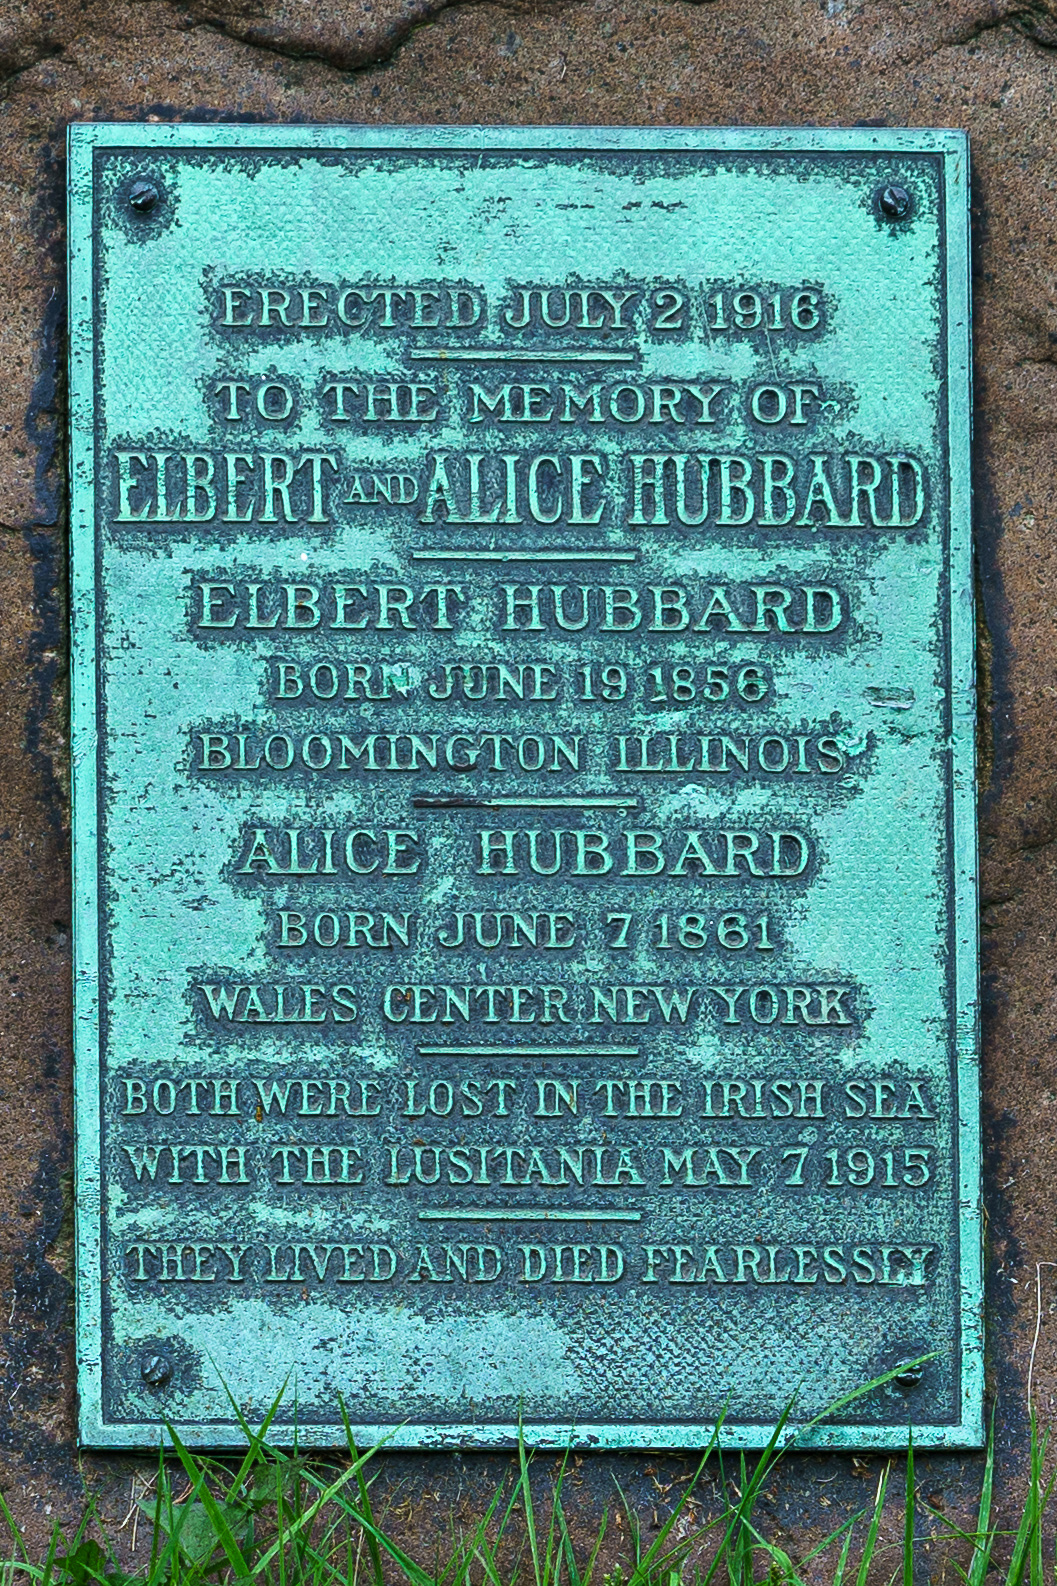 ERECTED JULY 2 1916
TO THE MEMORY OF
ELBERT AND ALICE HUBBARD
ELBERT HUBBARD
BORN JUNE 19 1856
BLOOMINGTON ILLINOIS
ALICE HUBBARD
BORN JUNE 7 1861
WALES CENTER NEW YORK
BOTH WERE LOST IN THE IRISH SEA
WITH THE LUSITANIA MAY 7 1915
THEY LIVED AND DIED FEARLESSLY